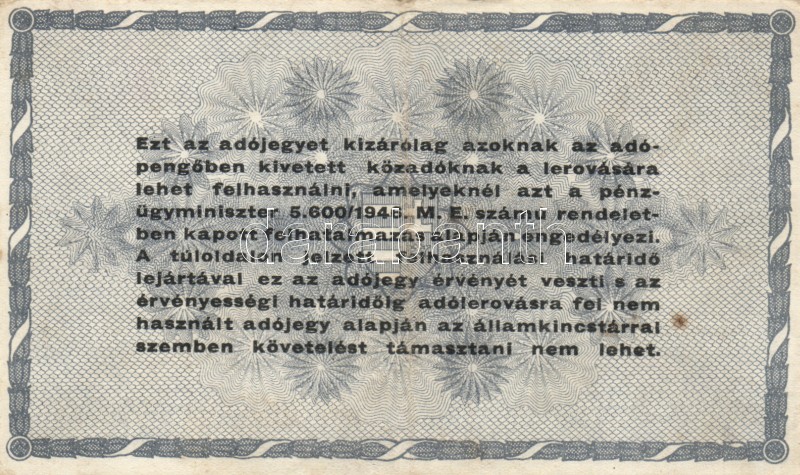 Ezt az adójegyet kizárólag azoknak az adó-
pengőben kivetett közadóknak a lerovására
lehet felhasználni, amelyeknél azt a pénz-
ügyminiszter 5.600/1946. M. E. számú rendelet-
ben kapott felhatalmazás alapján engedélyezi.
A túloldalon jelzett felhasználási határidő
lejártával ez az adójegy érvényét veszti s az
érvényességi határidőig adólerovásra fel nem
használt adójegy alapján az államkincstárral
szemben követelést támasztani nem lehet.
darabanth